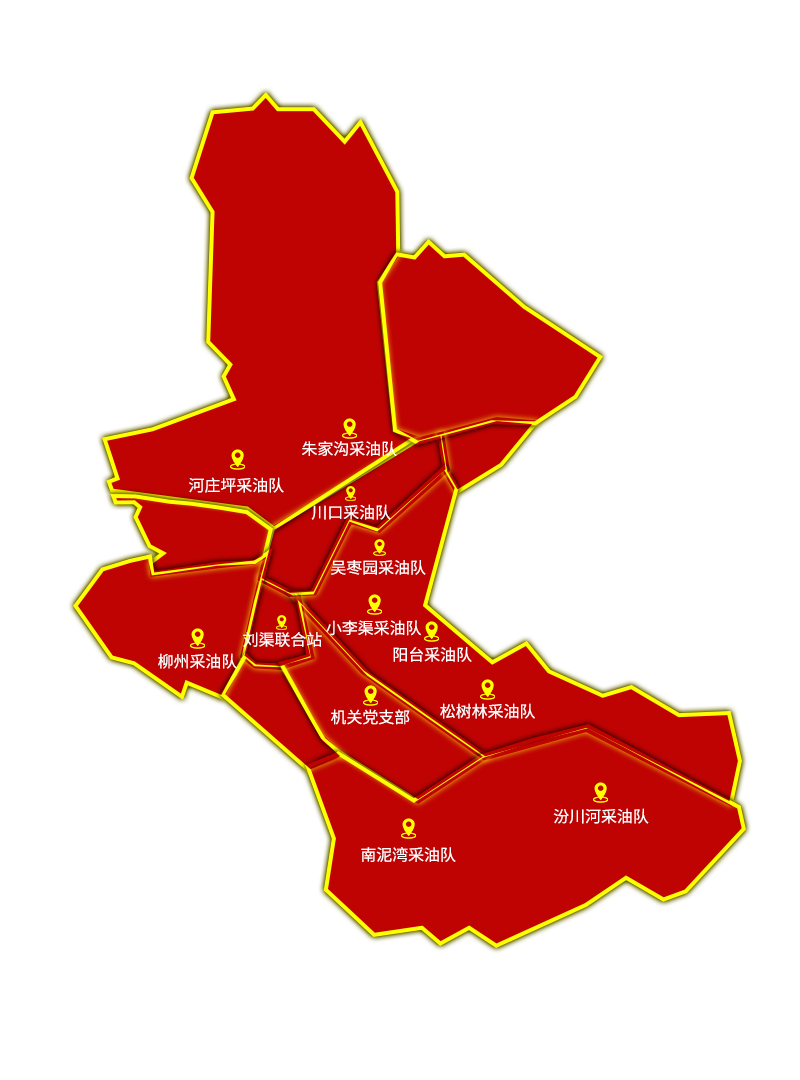 朱家沟采油队
河庄坪采油队
川口采油队
吴枣园采油队
小李渠采油队
刘渠联合站
阳台采油队
柳州采油队
松树林采油队
机关党支部
汾川河采油队
南泥湾采油队